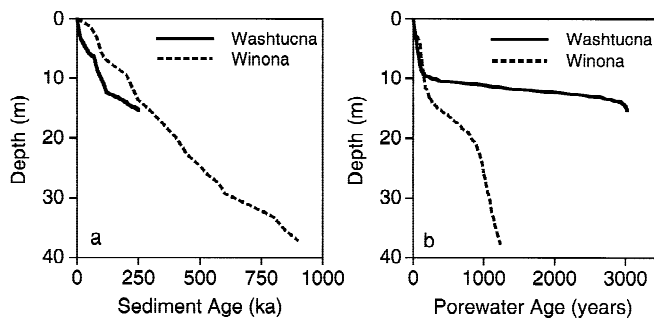 0
10
20
30
40
Depth (m)
Washtucna
Winona
a
0 250 500 750 1000
Sediment Age (ka)
0
10
20
30
40
Depth (m)
Washtucna
Winona
b
0 1000 2000 3000
Porewater Age (years)